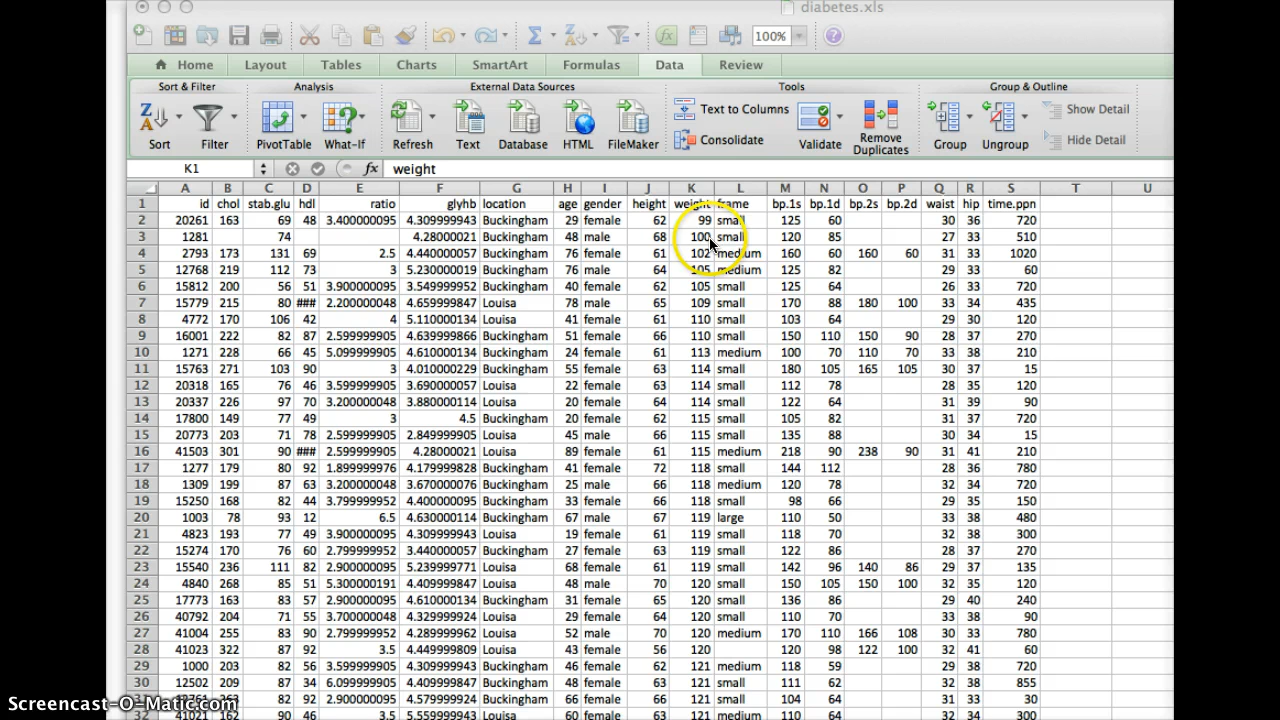 diabetes.xls
100%
Home Layout Tables Charts SmartArt Formulas Data Review
Sort & Filter Analysis External Data Sources Tools Group & Outline
Text to Columns Show Detail
Consolidate Hide Detail
Sort Filter PivotTable What-If Refresh Text Database HTML FileMaker Validate Remove Duplicates Group Ungroup
K1 fx weight
A B C D E F G H I J K L M N O P Q R S T U
1 id chol stab.glu hdl ratio glyhb location age gender height weight frame bp.1s bp.1d bp.2s bp.2d waist hip time.ppn
2 20261 163 69 48 3.400000095 4.309999943 Buckingham 29 female 62 99 small 125 60 30 36 720
3 1281 74 4.28000021 Buckingham 48 male 68 100 small 120 85 27 33 510
4 2793 173 131 69 2.5 4.440000057 Buckingham 76 female 61 102 medium 160 60 160 60 31 33 1020
5 12768 219 112 73 3 5.230000019 Buckingham 76 male 64 105 medium 125 82 29 33 60
6 15812 200 56 51 3.900000095 3.549999952 Buckingham 40 female 62 105 small 125 64 26 33 720
7 15779 215 80 ### 2.200000048 4.659999847 Louisa 78 male 65 109 small 170 88 180 100 33 34 435
8 4772 170 106 42 4 5.110000134 Louisa 41 female 61 110 small 103 64 29 30 120
9 16001 222 82 87 2.599999905 4.639999866 Buckingham 51 female 66 110 small 150 110 150 90 28 37 270
10 1271 228 66 45 5.099999905 4.610000134 Buckingham 24 female 61 113 medium 100 70 110 70 33 38 210
11 15763 271 103 90 3 4.010000229 Buckingham 55 female 63 114 small 180 105 165 105 30 37 15
12 20318 165 76 46 3.599999905 3.690000057 Louisa 22 female 63 114 small 112 78 28 35 120
13 20337 226 97 70 3.200000048 3.880000114 Louisa 20 female 64 114 small 122 64 31 39 90
14 17800 149 77 49 3 4.5 Buckingham 20 female 62 115 small 105 82 31 37 720
15 20773 203 71 78 2.599999905 2.849999905 Louisa 45 male 66 115 small 135 88 30 34 15
16 41503 301 90 ### 2.599999905 4.28000021 Louisa 89 female 61 115 medium 218 90 238 90 31 41 210
17 1277 179 80 92 1.899999976 4.179999828 Buckingham 41 female 72 118 small 144 112 28 36 780
18 1309 199 87 63 3.200000048 3.670000076 Buckingham 25 male 66 118 medium 120 78 32 34 720
19 15250 168 82 44 3.799999952 4.400000095 Buckingham 33 female 66 118 small 98 66 29 35 150
20 1003 78 93 12 6.5 4.630000114 Buckingham 67 male 67 119 large 110 50 33 38 480
21 4823 193 77 49 3.900000095 4.309999943 Louisa 19 female 61 119 small 118 70 32 38 300
22 15274 170 76 60 2.799999952 3.440000057 Buckingham 27 female 63 119 small 122 86 28 37 270
23 15540 236 111 82 2.900000095 5.239999771 Louisa 68 female 61 119 small 142 96 140 86 37 37 135
24 4840 268 85 51 5.300000191 4.409999847 Louisa 48 male 70 120 small 150 105 150 100 32 35 120
25 17773 163 83 57 2.900000095 4.610000134 Buckingham 31 female 65 120 small 136 86 29 40 240
26 40792 204 71 55 3.700000048 4.329999924 Louisa 29 female 64 120 small 110 70 33 38 90
27 41004 255 83 90 2.799999952 4.289999962 Louisa 52 male 70 120 medium 170 110 166 108 30 33 780
28 41023 322 87 92 3.5 4.449999809 Louisa 43 female 56 120 120 98 122 100 32 41 60
29 1000 203 82 56 3.599999905 4.309999943 Buckingham 46 female 62 121 medium 118 59 29 38 720
30 12502 209 87 34 6.099999905 4.409999847 Buckingham 48 female 63 121 small 111 62 28 38 855
82 92 2.900000095 4.579999924 Buckingham 66 female 66 121 small 104 64 31 33 30
162 90 46 3.5 5.559999943 Louisa 60 female 63 121 medium 34 300
Screencast-O-Matic.com